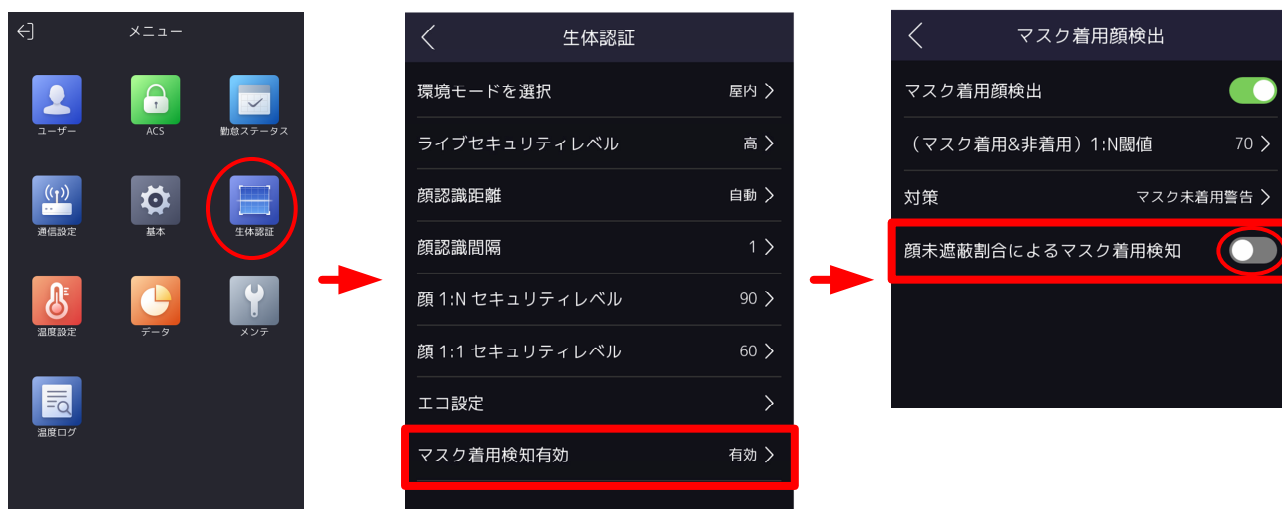 メニュー
ユーザー
ACS
勤怠ステータス
通信設定
基本
生体認証
温度設定
データ
メンテ
温度ログ
生体認証
環境モードを選択 屋内
ライブセキュリティレベル 高
顔認識距離 自動
顔認識間隔 1
顔 1:N セキュリティレベル 90
顔 1:1 セキュリティレベル 60
エコ設定
マスク着用検知有効 有効
マスク着用顔検出
マスク着用顔検出
（マスク着用&非着用）1:N閾値 70
対策 マスク未着用警告
顔未遮蔽割合によるマスク着用検知